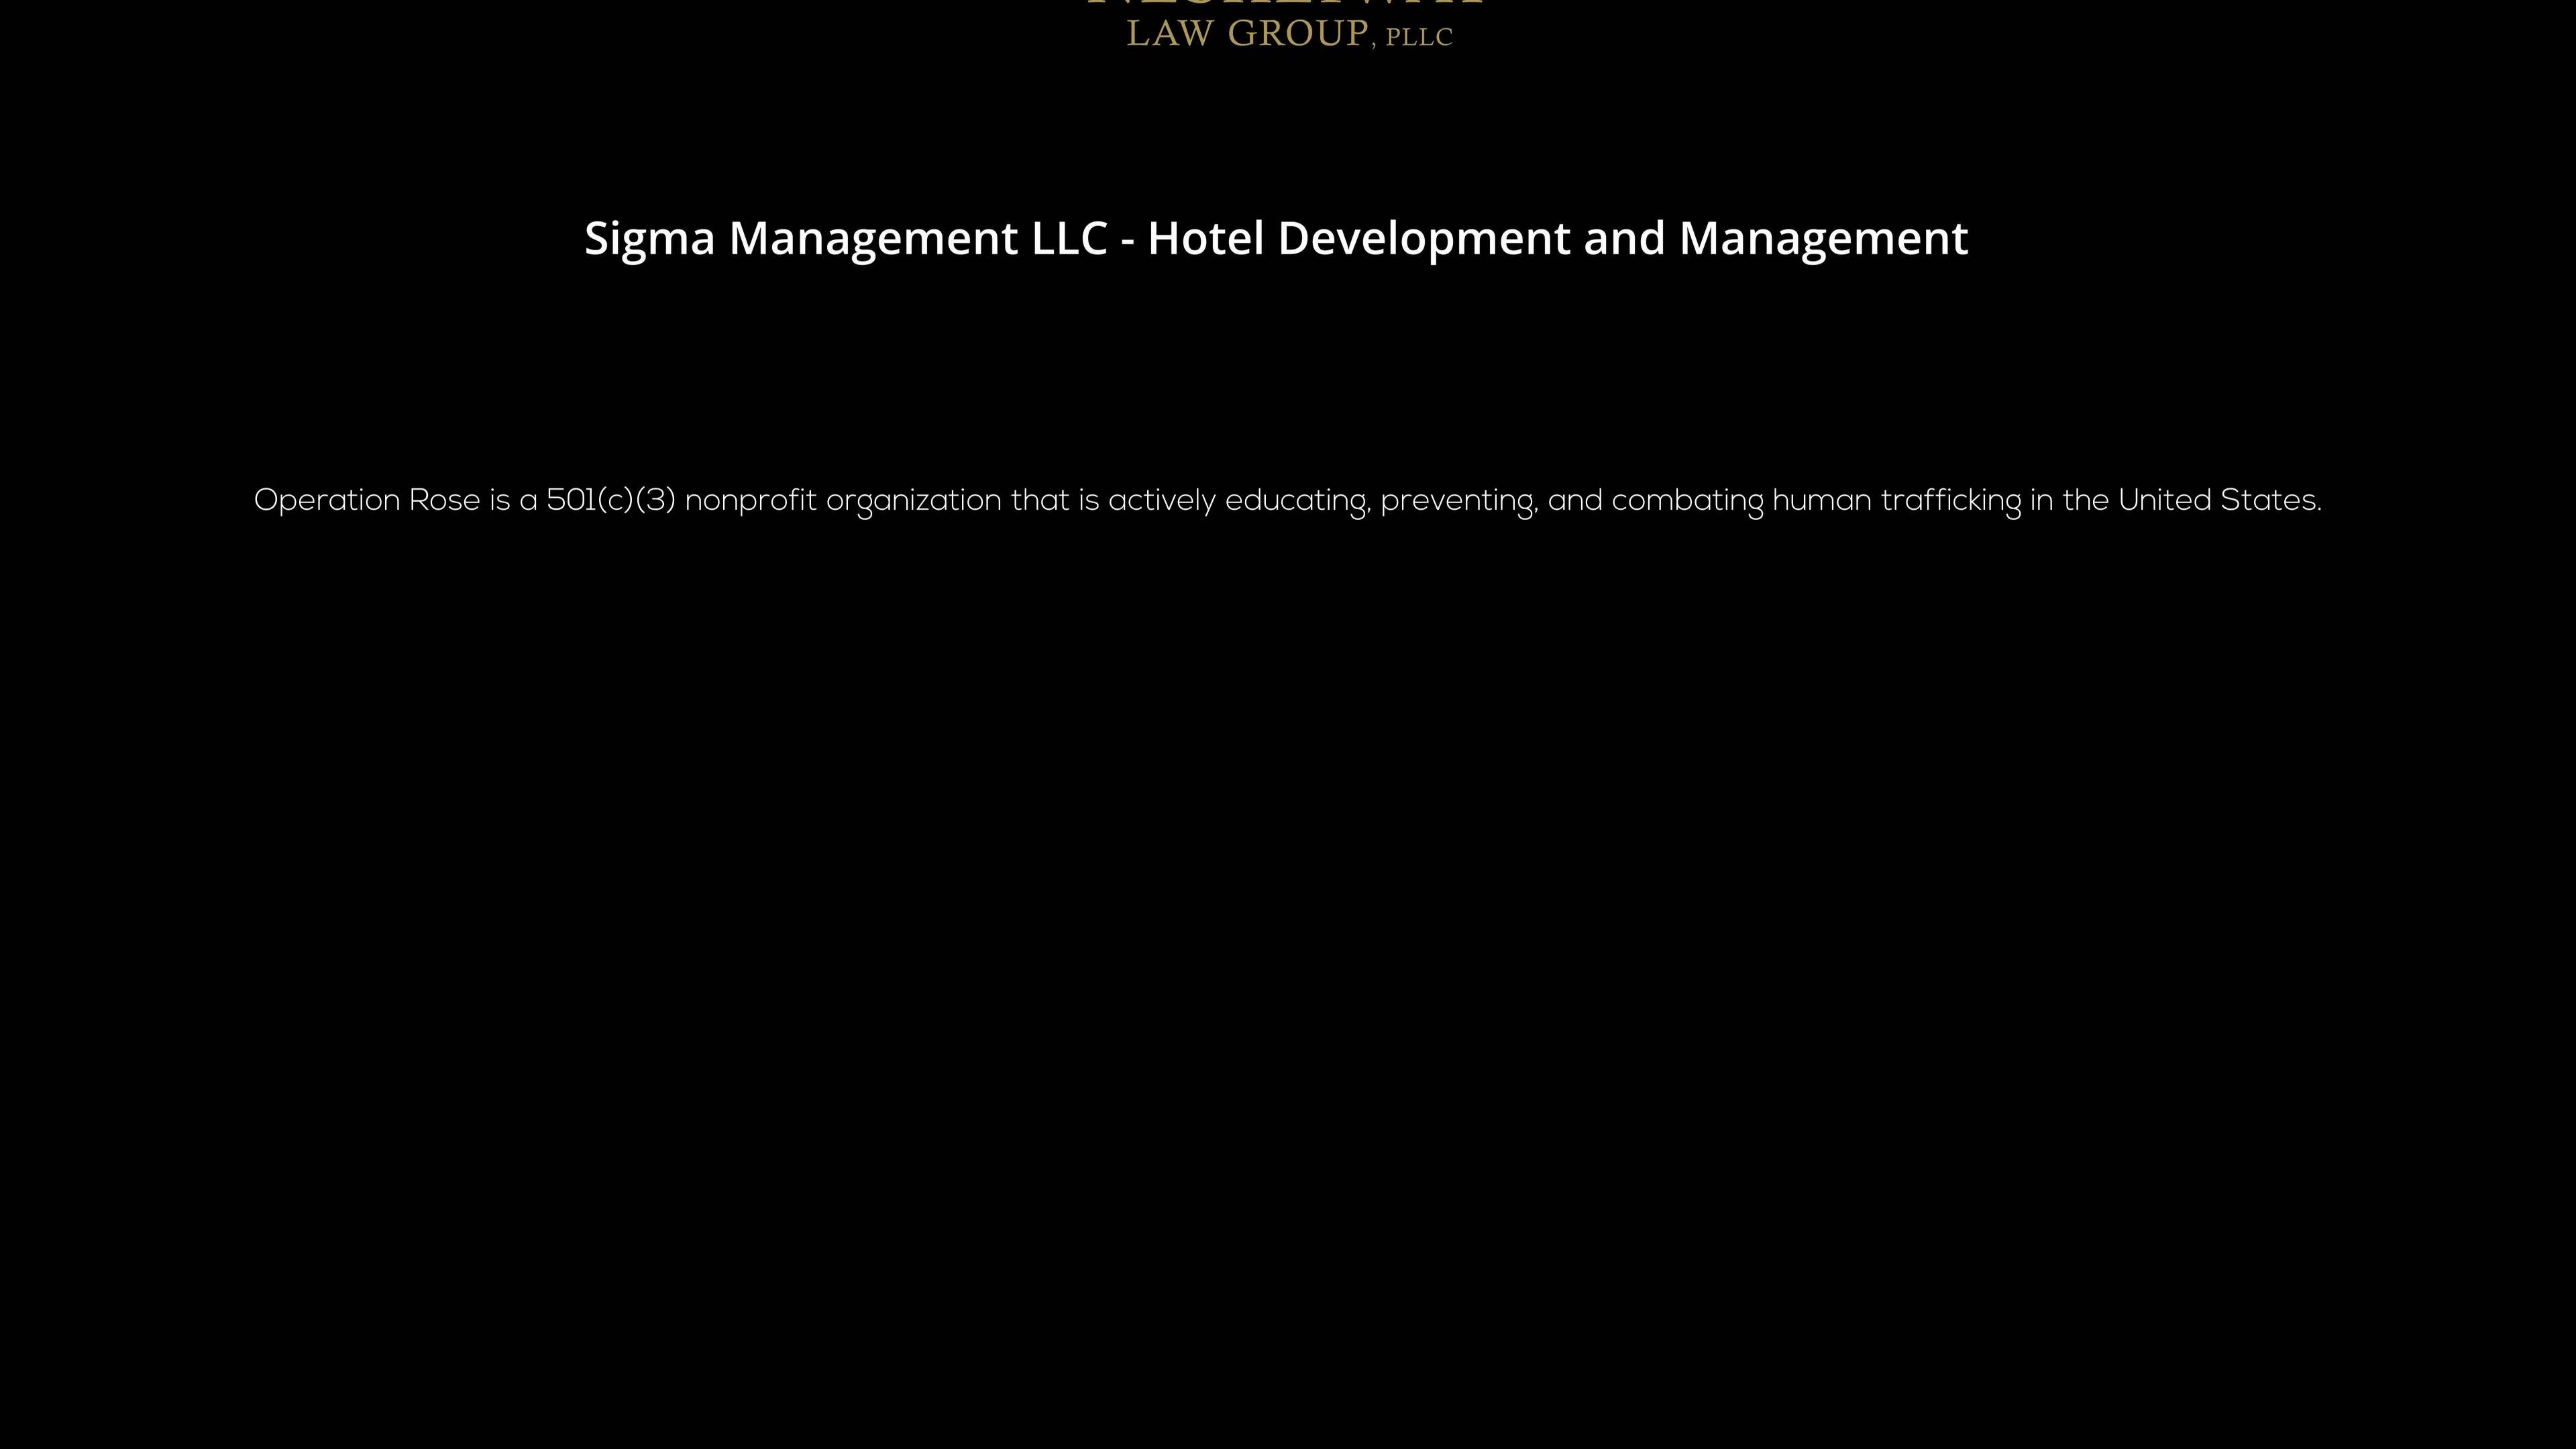 LAW GROUP, PLLC
Sigma Management LLC - Hotel Development and Management
Operation Rose is a 501(c)(3) nonprofit organization that is actively educating, preventing, and combating human trafficking in the United States.